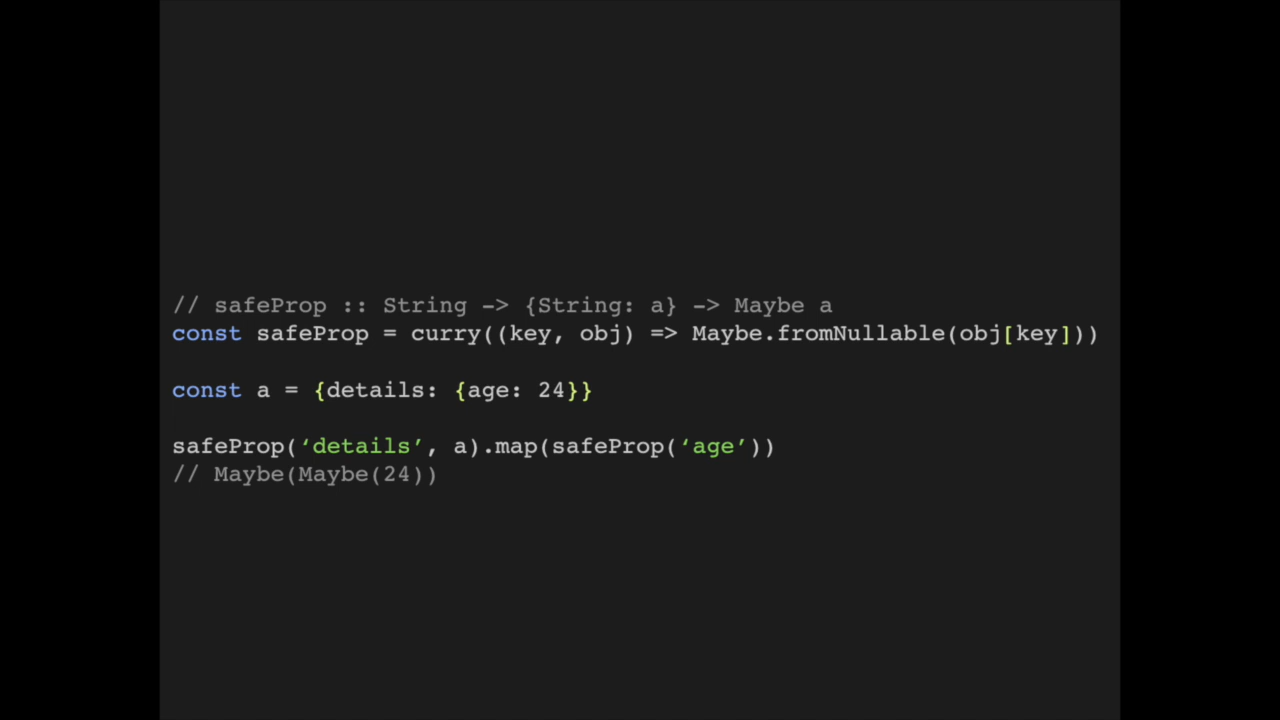 // safeProp :: String -> {String: a} -> Maybe a
const safeProp = curry((key, obj) => Maybe.fromNullable(obj[key]))
const a = {details: {age: 24}}
safeProp(‘details’, a).map(safeProp(‘age’))
// Maybe(Maybe(24))